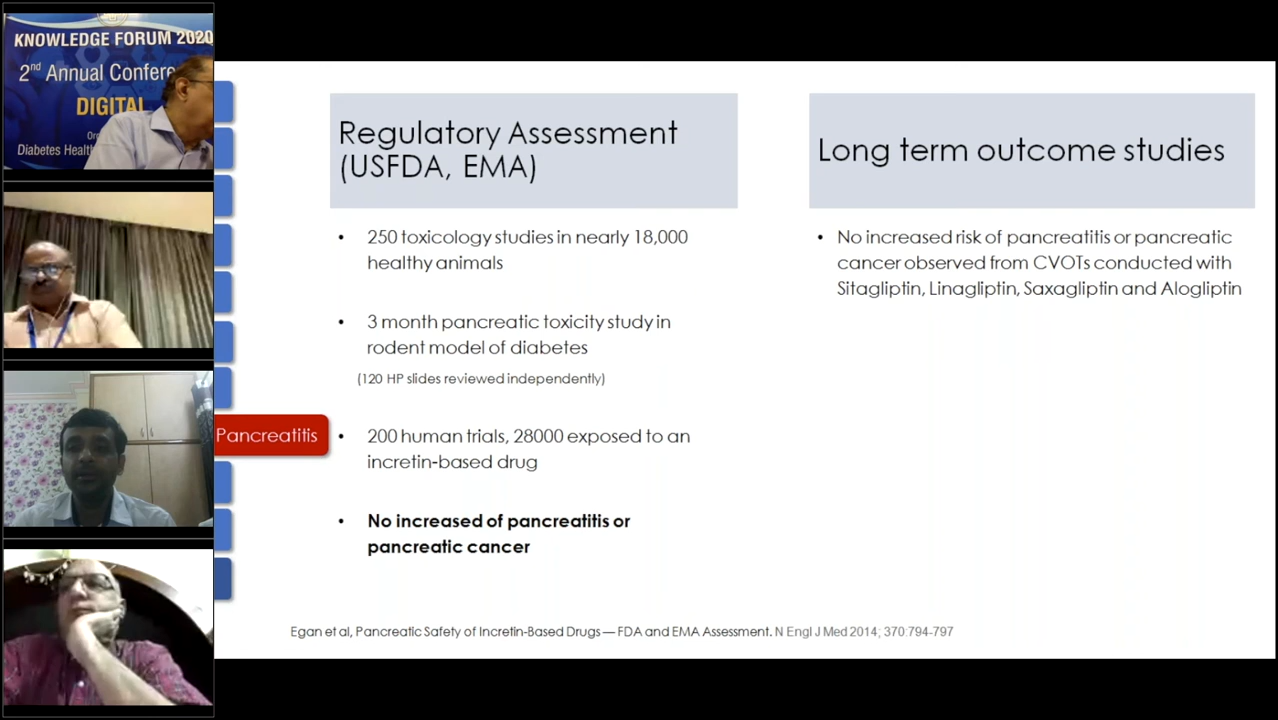 KNOWLEDGE FORUM 2020
2nd Annual Confere
DIGITAL
Diabetes Health
Regulatory Assessment
(USFDA, EMA)
• 250 toxicology studies in nearly 18,000
healthy animals
• 3 month pancreatic toxicity study in
rodent model of diabetes
(120 HP slides reviewed independently)
Pancreatitis
• 200 human trials, 28000 exposed to an
incretin-based drug
• No increased of pancreatitis or
pancreatic cancer
Long term outcome studies
• No increased risk of pancreatitis or pancreatic
cancer observed from CVOTs conducted with
Sitagliptin, Linagliptin, Saxagliptin and Alogliptin
Egan et al, Pancreatic Safety of Incretin-Based Drugs — FDA and EMA Assessment. N Engl J Med 2014; 370:794-797